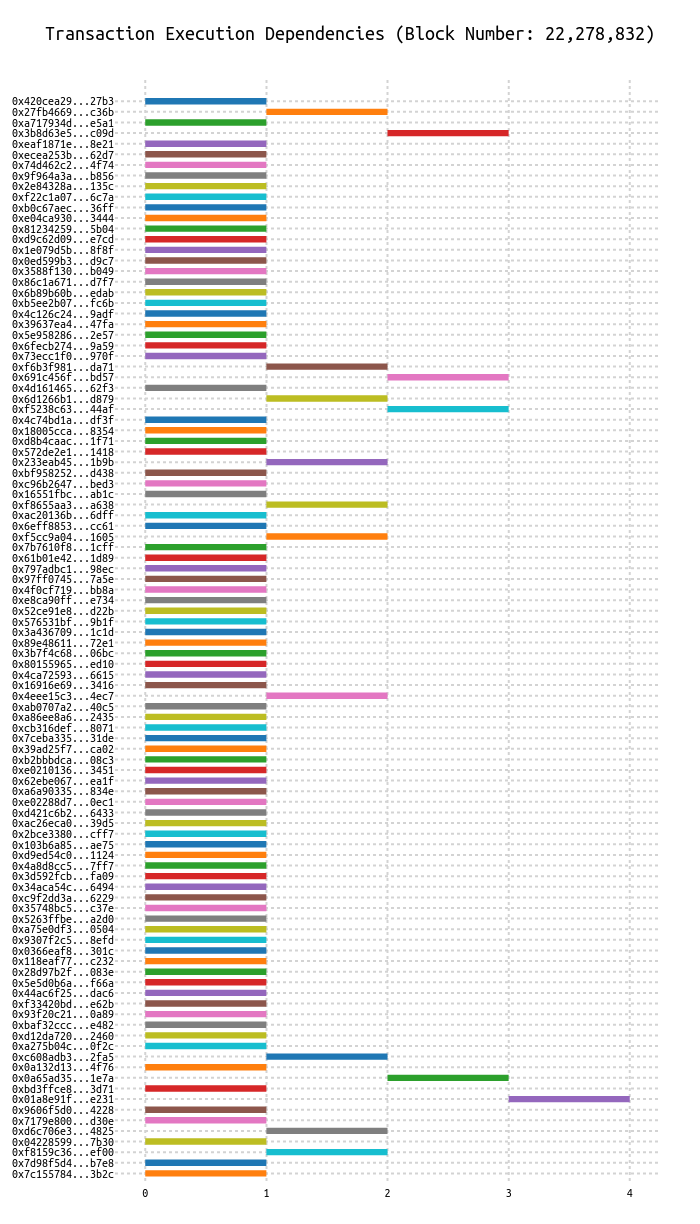 Transaction Execution Dependencies (Block Number: 22,278,832)
0x420cea29...27b3
0x27fb4669...c36b
0xa717934d...e5a1
0x3b8d63e5...c09d
0xeaf1871e...8e21
0xecea253b...62d7
0x74d462c2...4f74
0x9f964a3a...b856
0x2e84328a...135c
0xf22c1a07...6c7a
0xb0c67aec...36ff
0xe04ca930...3444
0x81234259...5b04
0xd9c62d09...e7cd
0x1e079d5b...8f8f
0x0ed599b3...d9c7
0x3588f130...b049
0x86c1a671...d7f7
0x6b89b60b...edab
0xb5ee2b07...fc6b
0x4c126c24...9adf
0x39637ea4...47fa
0x5e958286...2e57
0x6fecb274...9a59
0x73ecc1f0...970f
0xf6b3f981...da71
0x691c456f...bd57
0x4d161465...62f3
0x6d1266b1...d879
0xf5238c63...44af
0x4c74bd1a...df3f
0x18005cca...8354
0xd8b4caac...1f71
0x572de2e1...1418
0x233eab45...1b9b
0xbf958252...d438
0xc96b2647...bed3
0x16551fbc...ab1c
0xf8655aa3...a638
0xac20136b...6dff
0x6eff8853...cc61
0xf5cc9a04...1605
0x7b7610f8...1cff
0x61b01e42...1d89
0x797adbc1...98ec
0x97ff0745...7a5e
0x4f0cf719...bb8a
0xe8ca90ff...e734
0x52ce91e8...d22b
0x576531bf...9b1f
0x3a436709...1c1d
0x89e48611...72e1
0x3b7f4c68...06bc
0x80155965...ed10
0x4ca72593...6615
0x16916e69...3416
0x4eee15c3...4ec7
0xab0707a2...40c5
0xa86ee8a6...2435
0xcb316def...8071
0x7ceba335...31de
0x39ad25f7...ca02
0xb2bbbdca...08c3
0xe0210136...3451
0x62ebe067...ea1f
0xa6a90335...834e
0xe02288d7...0ec1
0xd421c6b2...6433
0xac26eca0...39d5
0x2bce3380...cff7
0x103b6a85...ae75
0xd9ed54c0...1124
0x4a8d8cc5...7ff7
0x3d592fcb...fa09
0x34aca54c...6494
0xc9f2dd3a...6229
0x35748bc5...c37e
0x5263ffbe...a2d0
0xa75e0df3...0504
0x9307f2c5...8efd
0x0366eaf8...301c
0x118eaf77...c232
0x28d97b2f...083e
0x5e5d0b6a...f66a
0x44ac6f25...dac6
0xf33420bd...e62b
0x93f20c21...0a89
0xbaf32ccc...e482
0xd12da720...2460
0xa275b04c...0f2c
0xc608adb3...2fa5
0x0a132d13...4f76
0x0a65ad35...1e7a
0xbd3ffce8...3d71
0x01a8e91f...e231
0x9606f5d0...4228
0x7179e800...d30e
0xd6c706e3...4825
0x04228599...7b30
0xf8159c36...ef00
0x7d98f5d4...b7e8
0x7c155784...3b2c
0 1 2 3 4